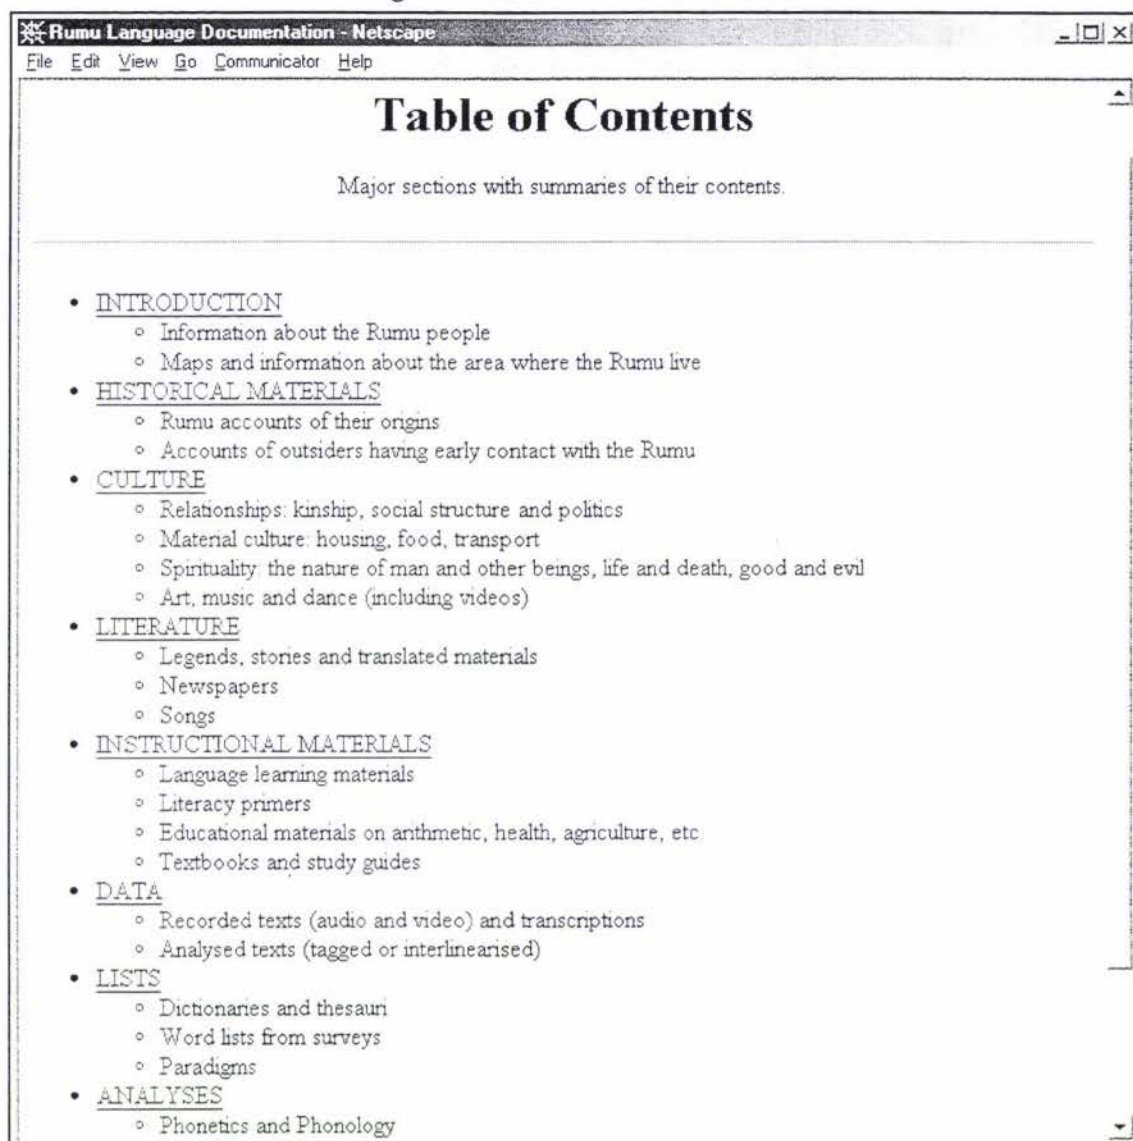 Rumu Language Documentation - Netscape
File Edit View Go Communicator Help
Table of Contents
Major sections with summaries of their contents.
• INTRODUCTION
◦ Information about the Rumu people
◦ Maps and information about the area where the Rumu live
• HISTORICAL MATERIALS
◦ Rumu accounts of their origins
◦ Accounts of outsiders having early contact with the Rumu
• CULTURE
◦ Relationships: kinship, social structure and politics
◦ Material culture: housing, food, transport
◦ Spirituality: the nature of man and other beings, life and death, good and evil
◦ Art, music and dance (including videos)
• LITERATURE
◦ Legends, stories and translated materials
◦ Newspapers
◦ Songs
• INSTRUCTIONAL MATERIALS
◦ Language learning materials
◦ Literacy primers
◦ Educational materials on arithmetic, health, agriculture, etc
◦ Textbooks and study guides
• DATA
◦ Recorded texts (audio and video) and transcriptions
◦ Analysed texts (tagged or interlinearised)
• LISTS
◦ Dictionaries and thesauri
◦ Word lists from surveys
◦ Paradigms
• ANALYSES
◦ Phonetics and Phonology